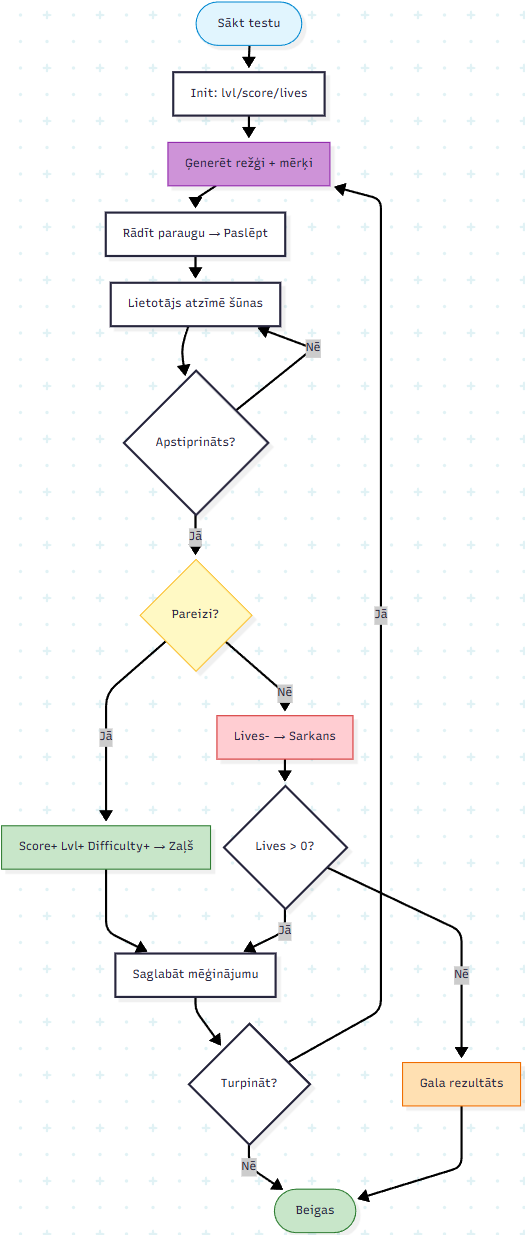 Sākt testu
Init: lvl/score/lives
Ģenerēt režģi + mērķi
Rādīt paraugu → Paslēpt
Lietotājs atzīmē šūnas
Nē
Apstiprināts?
Jā
Pareizi?
Jā
Nē
Jā
Lives- → Sarkans
Score+ Lvl+ Difficulty+ → Zaļš
Lives > 0?
Jā
Saglabāt mēģinājumu
Nē
Turpināt?
Gala rezultāts
Nē
Beigas